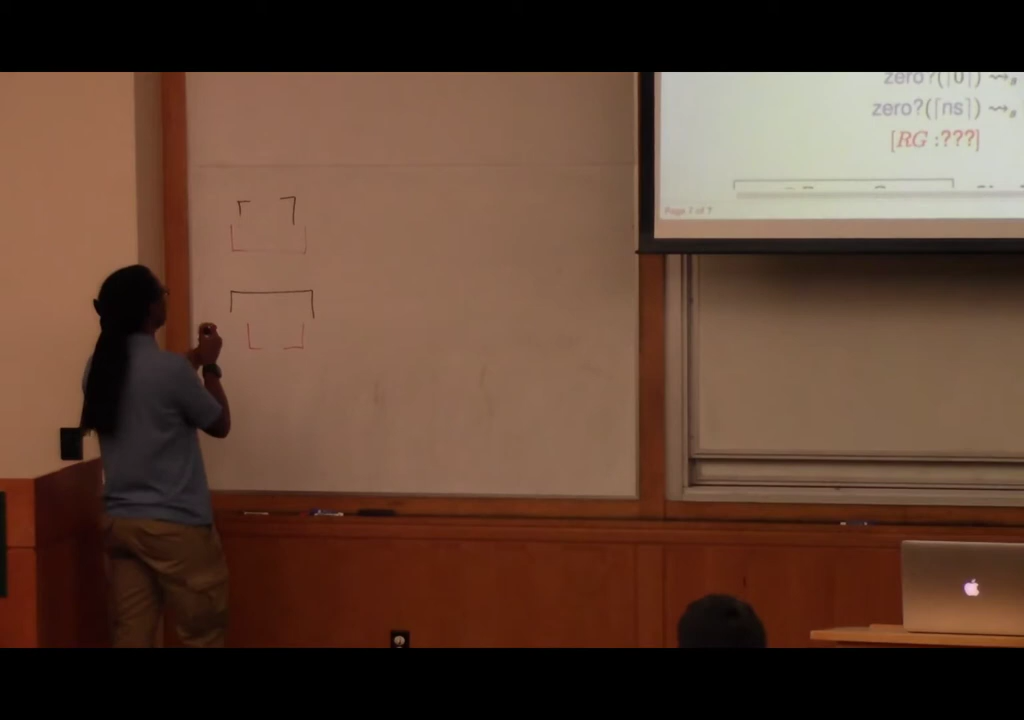 zero?(⌈0⌉) ⇝ₛ
zero?(⌈ns⌉) ⇝ₛ
[RG :???]
Page 7 of 7